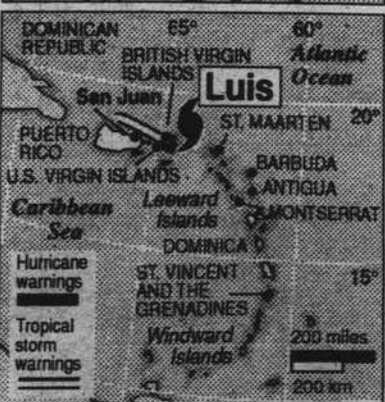 DOMINICAN
REPUBLIC
65°
60°
Atlantic
Ocean
BRITISH VIRGIN
ISLANDS
Luis
San Juan
20°
ST. MAARTEN
PUERTO
RICO
BARBUDA
U.S. VIRGIN ISLANDS
ANTIGUA
Leeward
Islands
MONTSERRAT
Caribbean
Sea
DOMINICA
Hurricane
warnings
ST. VINCENT
AND THE
GRENADINES
15°
Tropical
storm
warnings
Windward
Islands
200 miles
200 km